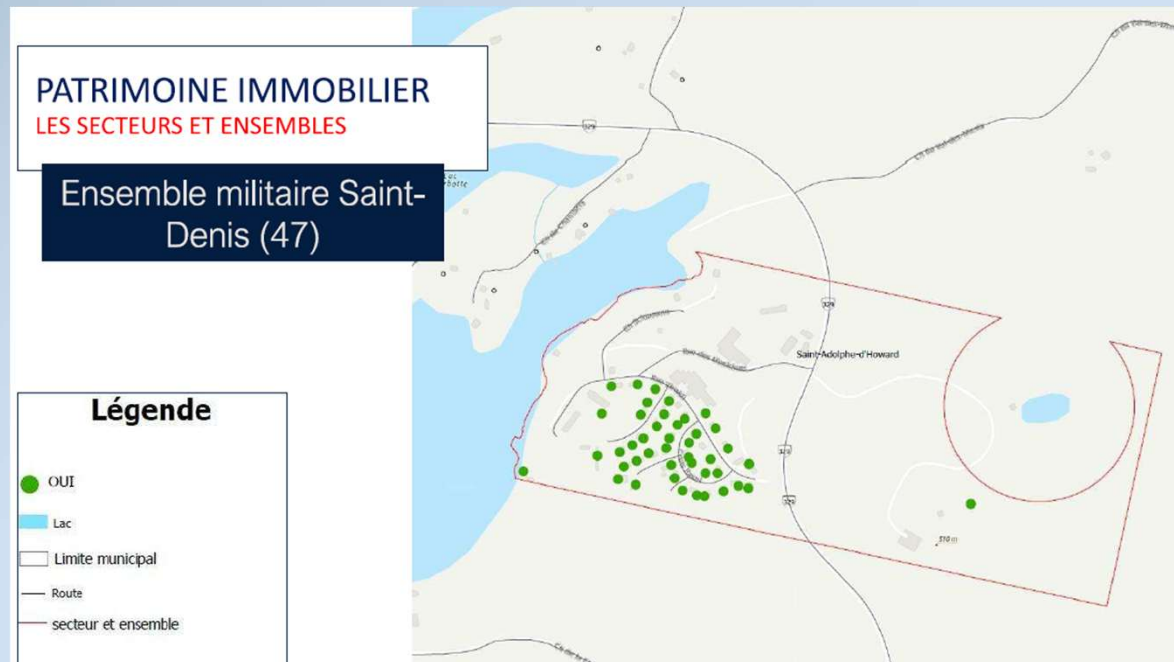 PATRIMOINE IMMOBILIER
LES SECTEURS ET ENSEMBLES
Ensemble militaire Saint-
Denis (47)
329
329
Saint-Adolphe-d'Howard
329
329
510 m
Légende
OUI
Lac
Limite municipal
Route
secteur et ensemble